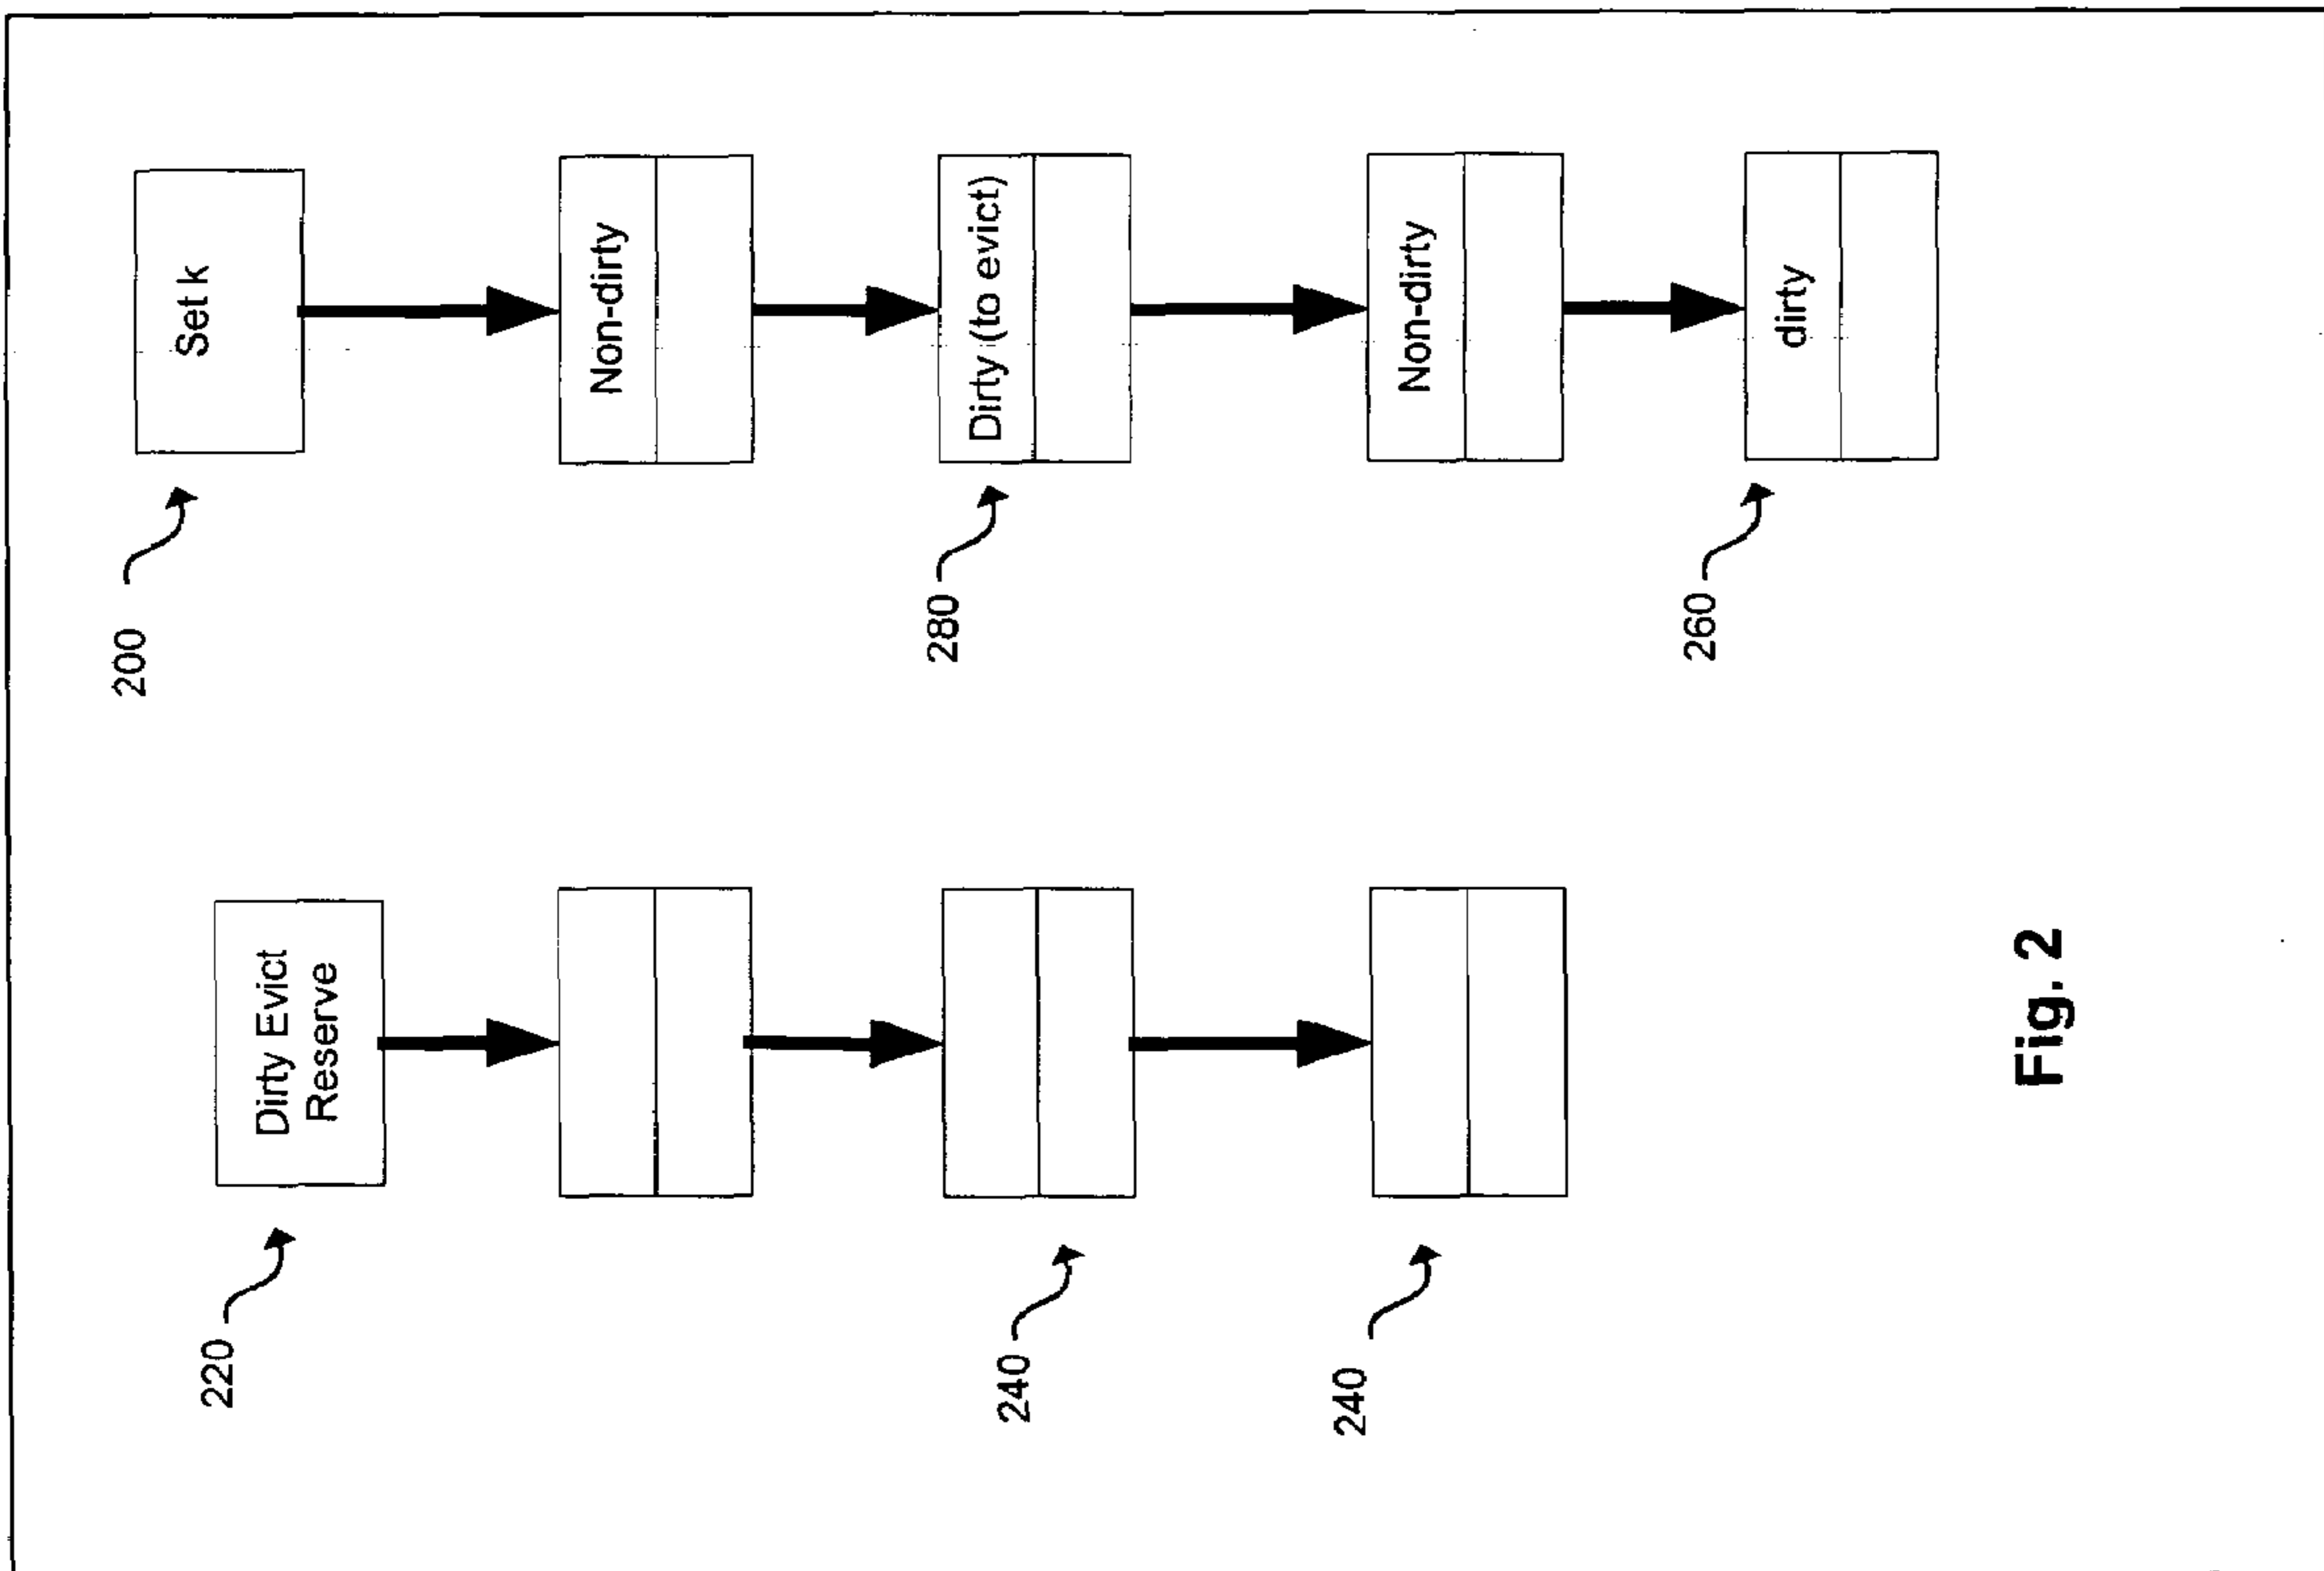 220
Dirty Evict
Reserve
240
240
200
Set k
Non-dirty
280
Dirty (to evict)
Non-dirty
260
dirty
Fig. 2